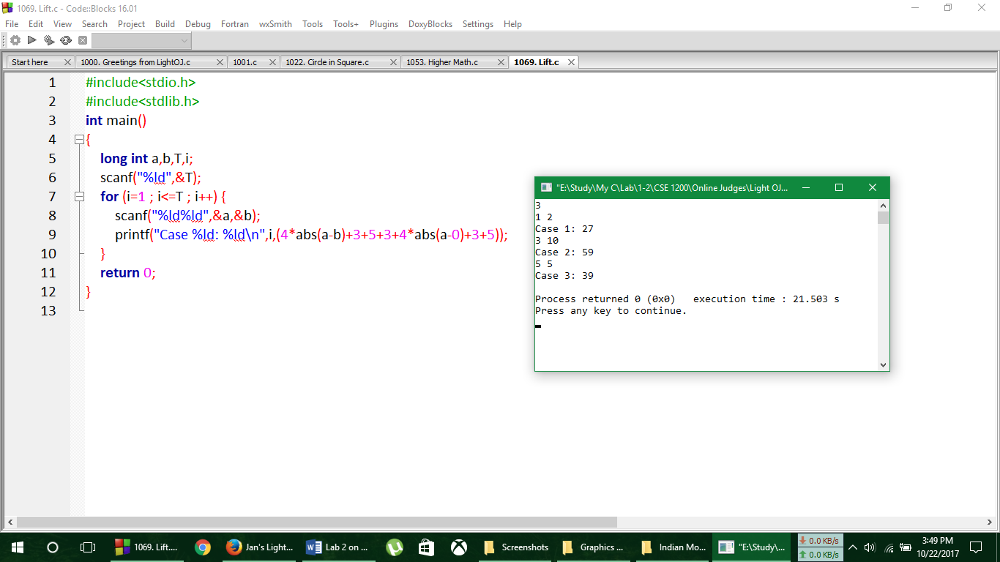 1069. Lift.c - Code::Blocks 16.01
File Edit View Search Project Build Debug Fortran wxSmith Tools Tools+ Plugins DoxyBlocks Settings Help
Start here 1000. Greetings from LightOJ.c 1001.c 1022. Circle in Square.c 1053. Higher Math.c 1069. Lift.c
1 #include<stdio.h>
2 #include<stdlib.h>
3 int main()
4 {
5 long int a,b,T,i;
6 scanf("%ld",&T);
7 for (i=1 ; i<=T ; i++) {
8 scanf("%ld%ld",&a,&b);
9 printf("Case %ld: %ld\n",i,(4*abs(a-b)+3+5+3+4*abs(a-0)+3+5));
10 }
11 return 0;
12 }
13
"E:\Study\My C\Lab\1-2\CSE 1200\Online Judges\Light OJ...
3
1 2
Case 1: 27
3 10
Case 2: 59
5 5
Case 3: 39
Process returned 0 (0x0) execution time : 21.503 s
Press any key to continue.
1069. Lift.... Jan's Light... Lab 2 on ... Screenshots Graphics ... Indian Mo... "E:\Study\...
0.0 KB/s
0.0 KB/s
3:49 PM
10/22/2017